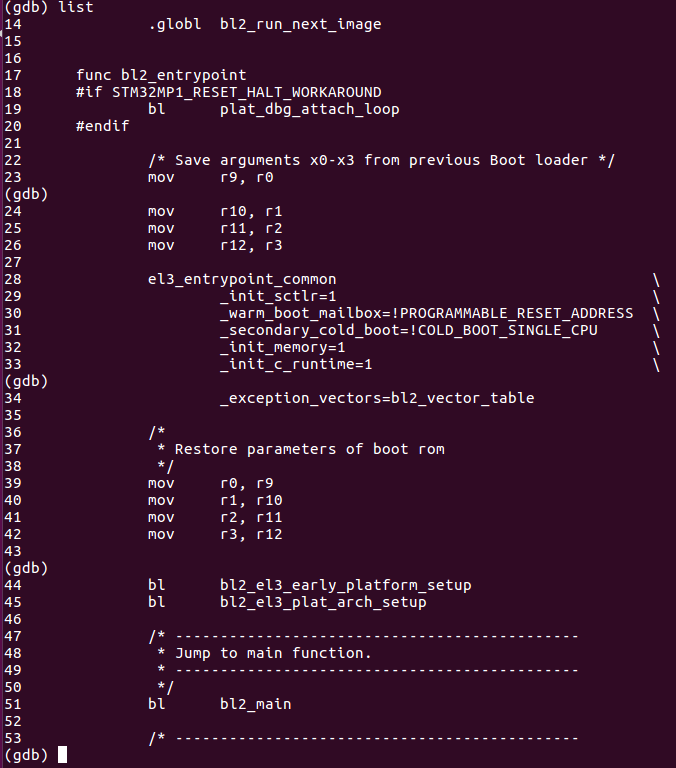 (gdb) list
14              .globl  bl2_run_next_image
15
16
17      func bl2_entrypoint
18      #if STM32MP1_RESET_HALT_WORKAROUND
19              bl      plat_dbg_attach_loop
20      #endif
21
22              /* Save arguments x0-x3 from previous Boot loader */
23              mov     r9, r0
(gdb)
24              mov     r10, r1
25              mov     r11, r2
26              mov     r12, r3
27
28              el3_entrypoint_common                                   \
29                      _init_sctlr=1                                   \
30                      _warm_boot_mailbox=!PROGRAMMABLE_RESET_ADDRESS  \
31                      _secondary_cold_boot=!COLD_BOOT_SINGLE_CPU      \
32                      _init_memory=1                                  \
33                      _init_c_runtime=1                               \
(gdb)
34                      _exception_vectors=bl2_vector_table
35
36              /*
37               * Restore parameters of boot rom
38               */
39              mov     r0, r9
40              mov     r1, r10
41              mov     r2, r11
42              mov     r3, r12
43
(gdb)
44              bl      bl2_el3_early_platform_setup
45              bl      bl2_el3_plat_arch_setup
46
47              /* ---------------------------------------------
48               * Jump to main function.
49               * ---------------------------------------------
50               */
51              bl      bl2_main
52
53              /* ---------------------------------------------
(gdb)